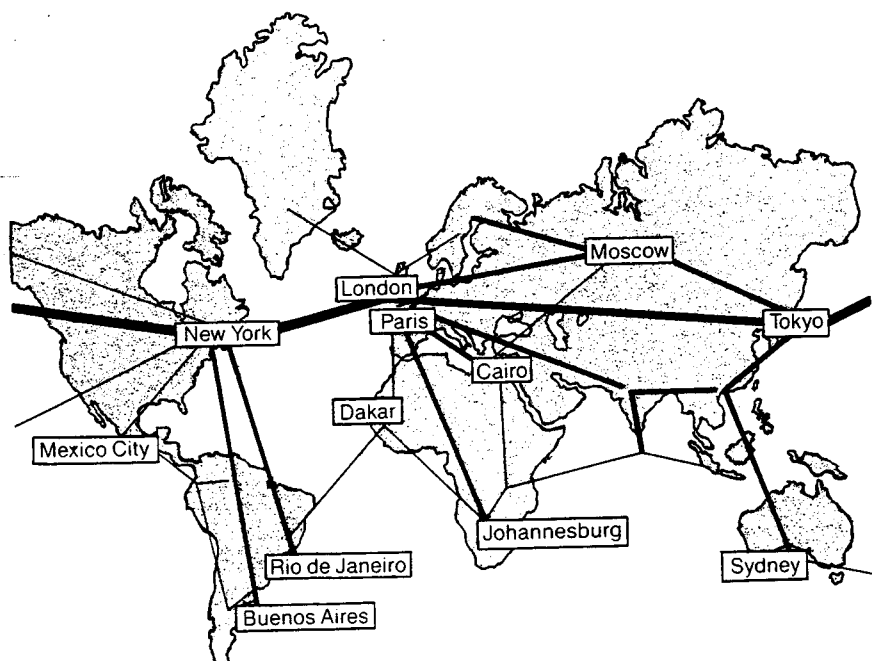 Moscow
London
Paris
New York
Tokyo
Cairo
Dakar
Mexico City
Johannesburg
Rio de Janeiro
Sydney
Buenos Aires